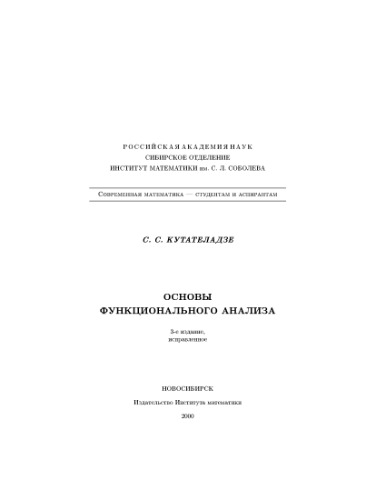 РОССИЙСКАЯ АКАДЕМИЯ НАУК
СИБИРСКОЕ ОТДЕЛЕНИЕ
ИНСТИТУТ МАТЕМАТИКИ им. С. Л. СОБОЛЕВА
Современная математика — студентам и аспирантам
С. С. КУТАТЕЛАДЗЕ
ОСНОВЫ
ФУНКЦИОНАЛЬНОГО АНАЛИЗА
3-е издание,
исправленное
НОВОСИБИРСК
Издательство Института математики
2000